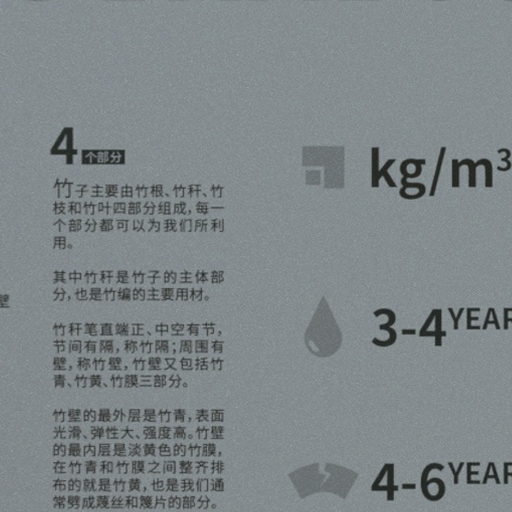 4 个部分
竹子主要由竹根、竹秆、竹
枝和竹叶四部分组成，每一
个部分都可以为我们所利
用。
其中竹秆是竹子的主体部
分，也是竹编的主要用材。
竹秆笔直端正、中空有节，
节间有隔，称竹隔；周围有
壁，称竹壁，竹壁又包括竹
青、竹黄、竹膜三部分。
竹壁的最外层是竹青，表面
光滑、弹性大、强度高。竹壁
的最内层是淡黄色的竹膜，
在竹青和竹膜之间整齐排
布的就是竹黄，也是我们通
常劈成蔑丝和篾片的部分。
壁
kg/m³
3-4 YEAR
4-6 YEAR